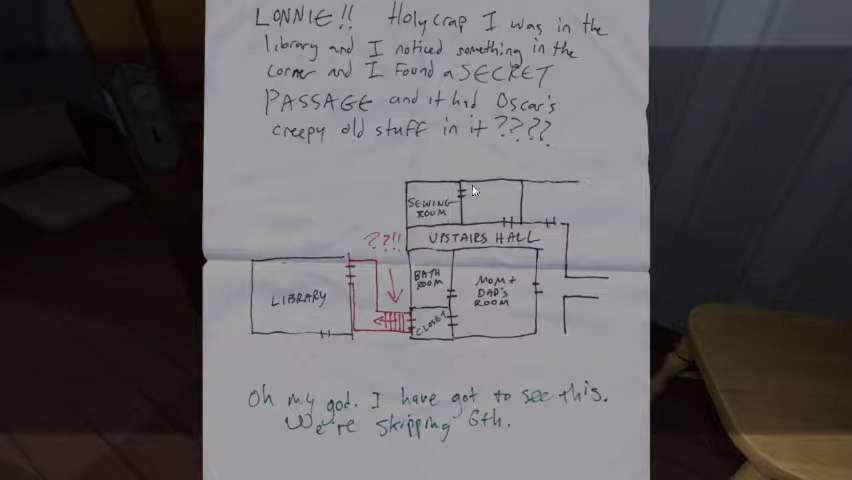 LONNIE!! Holy crap I was in the
library and I noticed something in the
corner and I found a SECRET
PASSAGE and it had Oscar's
creepy old stuff in it ????
SEWING
ROOM
??!!
UPSTAIRS HALL
BATH
ROOM
MOM +
DAD'S
ROOM
LIBRARY
CLOSET
Oh my god. I have got to see this.
We're skipping 6th.